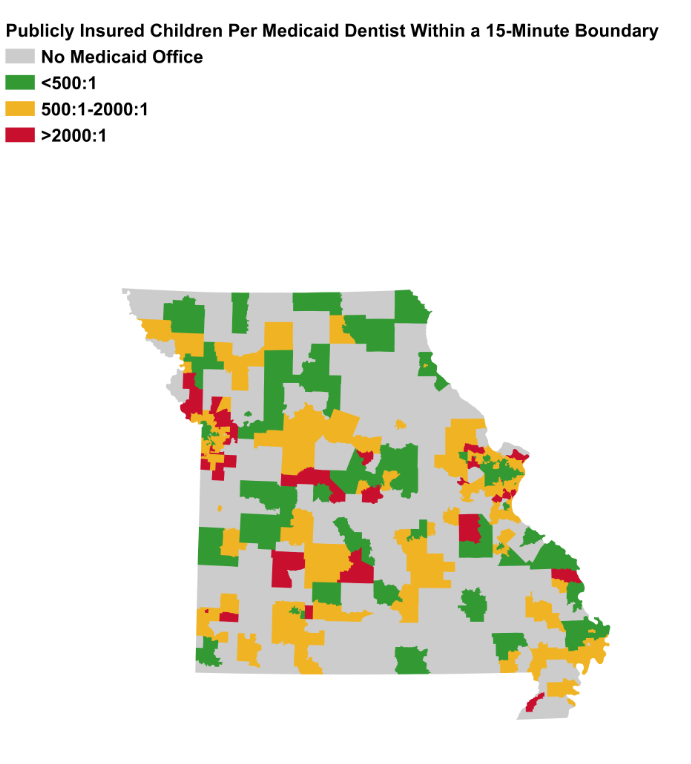 Publicly Insured Children Per Medicaid Dentist Within a 15-Minute Boundary
No Medicaid Office
<500:1
500:1-2000:1
>2000:1